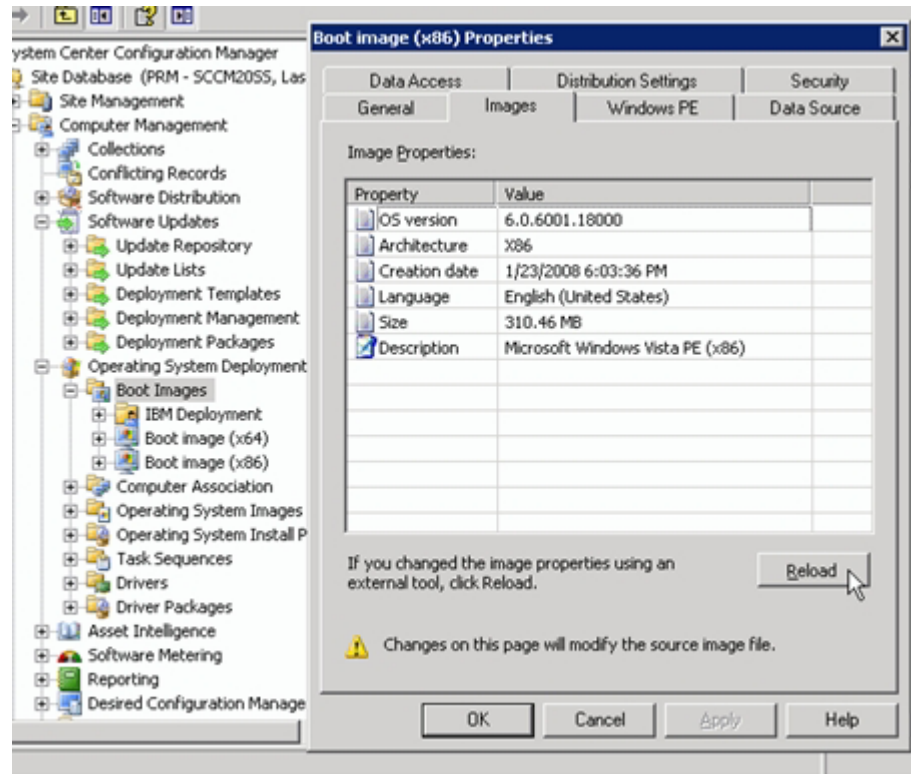 ystem Center Configuration Manager
Site Database (PRM - SCCM20SS, Las
Site Management
Computer Management
Collections
Conflicting Records
Software Distribution
Software Updates
Update Repository
Update Lists
Deployment Templates
Deployment Management
Deployment Packages
Operating System Deployment
Boot Images
IBM Deployment
Boot image (x64)
Boot image (x86)
Computer Association
Operating System Images
Operating System Install P
Task Sequences
Drivers
Driver Packages
Asset Intelligence
Software Metering
Reporting
Desired Configuration Manage
Boot image (x86) Properties
Data Access Distribution Settings Security
General Images Windows PE Data Source
Image Properties:
Property Value
OS version 6.0.6001.18000
Architecture X86
Creation date 1/23/2008 6:03:36 PM
Language English (United States)
Size 310.46 MB
Description Microsoft Windows Vista PE (x86)
If you changed the image properties using an
external tool, click Reload.
Reload
Changes on this page will modify the source image file.
OK Cancel Apply Help